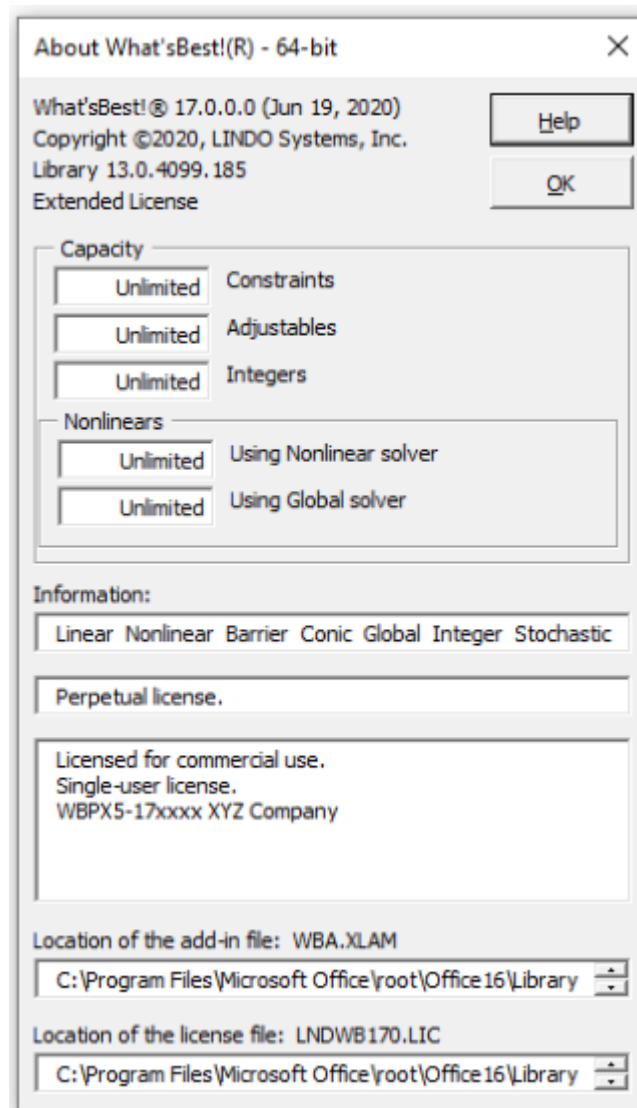 About What'sBest!(R) - 64-bit
What'sBest!® 17.0.0.0 (Jun 19, 2020)
Copyright ©2020, LINDO Systems, Inc.
Library 13.0.4099.185
Extended License
Help
OK
Capacity
Unlimited Constraints
Unlimited Adjustables
Unlimited Integers
Nonlinears
Unlimited Using Nonlinear solver
Unlimited Using Global solver
Information:
Linear Nonlinear Barrier Conic Global Integer Stochastic
Perpetual license.
Licensed for commercial use.
Single-user license.
WBPX5-17xxxx XYZ Company
Location of the add-in file: WBA.XLAM
C:\Program Files\Microsoft Office\root\Office16\Library
Location of the license file: LNDWB170.LIC
C:\Program Files\Microsoft Office\root\Office16\Library